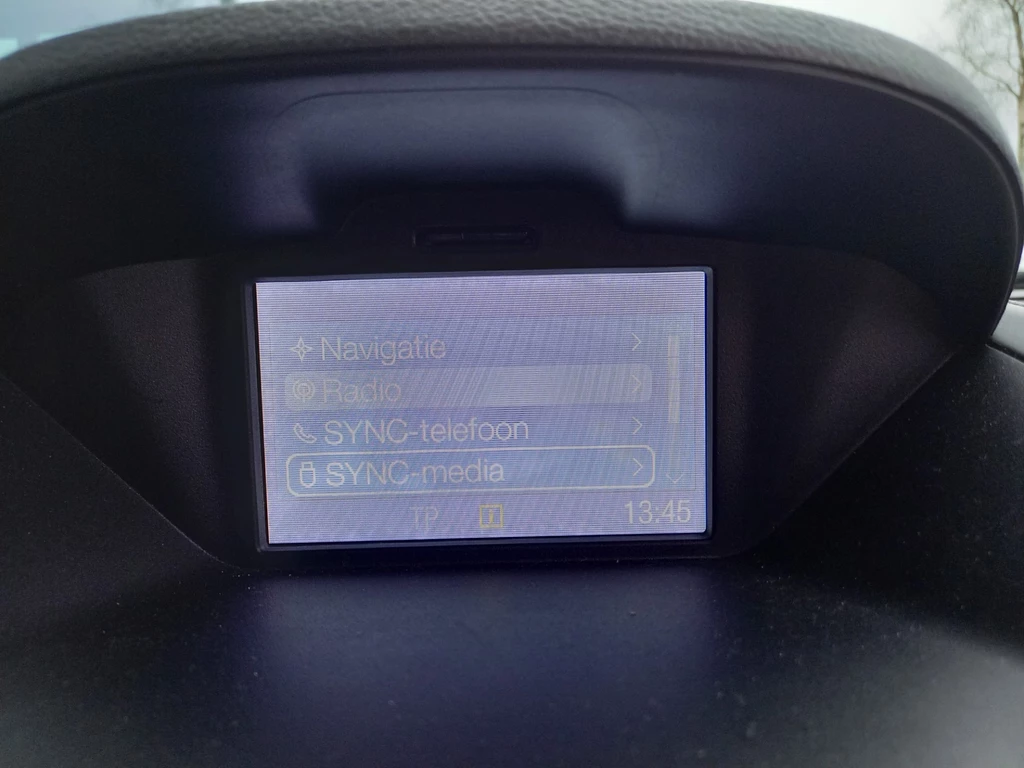 Navigatie
Radio
SYNC-telefoon
SYNC-media
TP
13:45